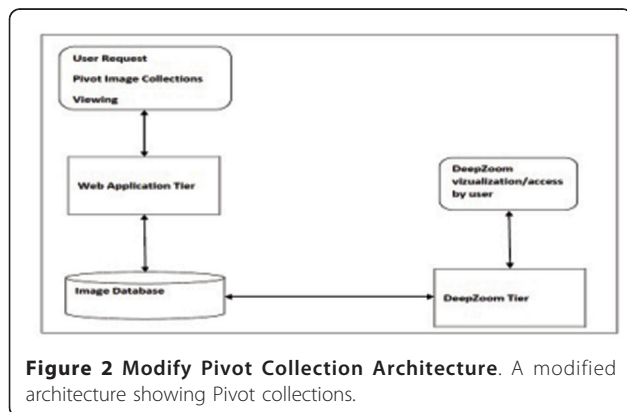 User Request
Pivot Image Collections
Viewing
Web Application Tier
Image Database
DeepZoom
vizualization/access
by user
DeepZoom Tier
Figure 2 Modify Pivot Collection Architecture. A modified
architecture showing Pivot collections.